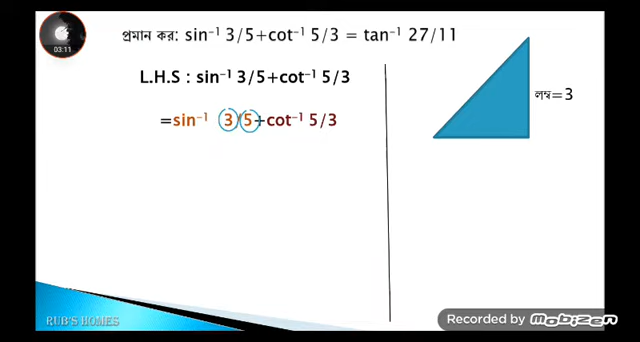 প্রমান কর: sin⁻¹ 3/5+cot⁻¹ 5/3 = tan⁻¹ 27/11
03:11
L.H.S : sin⁻¹ 3/5+cot⁻¹ 5/3
লম্ব=3
=sin⁻¹ 3/5+cot⁻¹ 5/3
RUB'S HOMES
Recorded by Mobizen